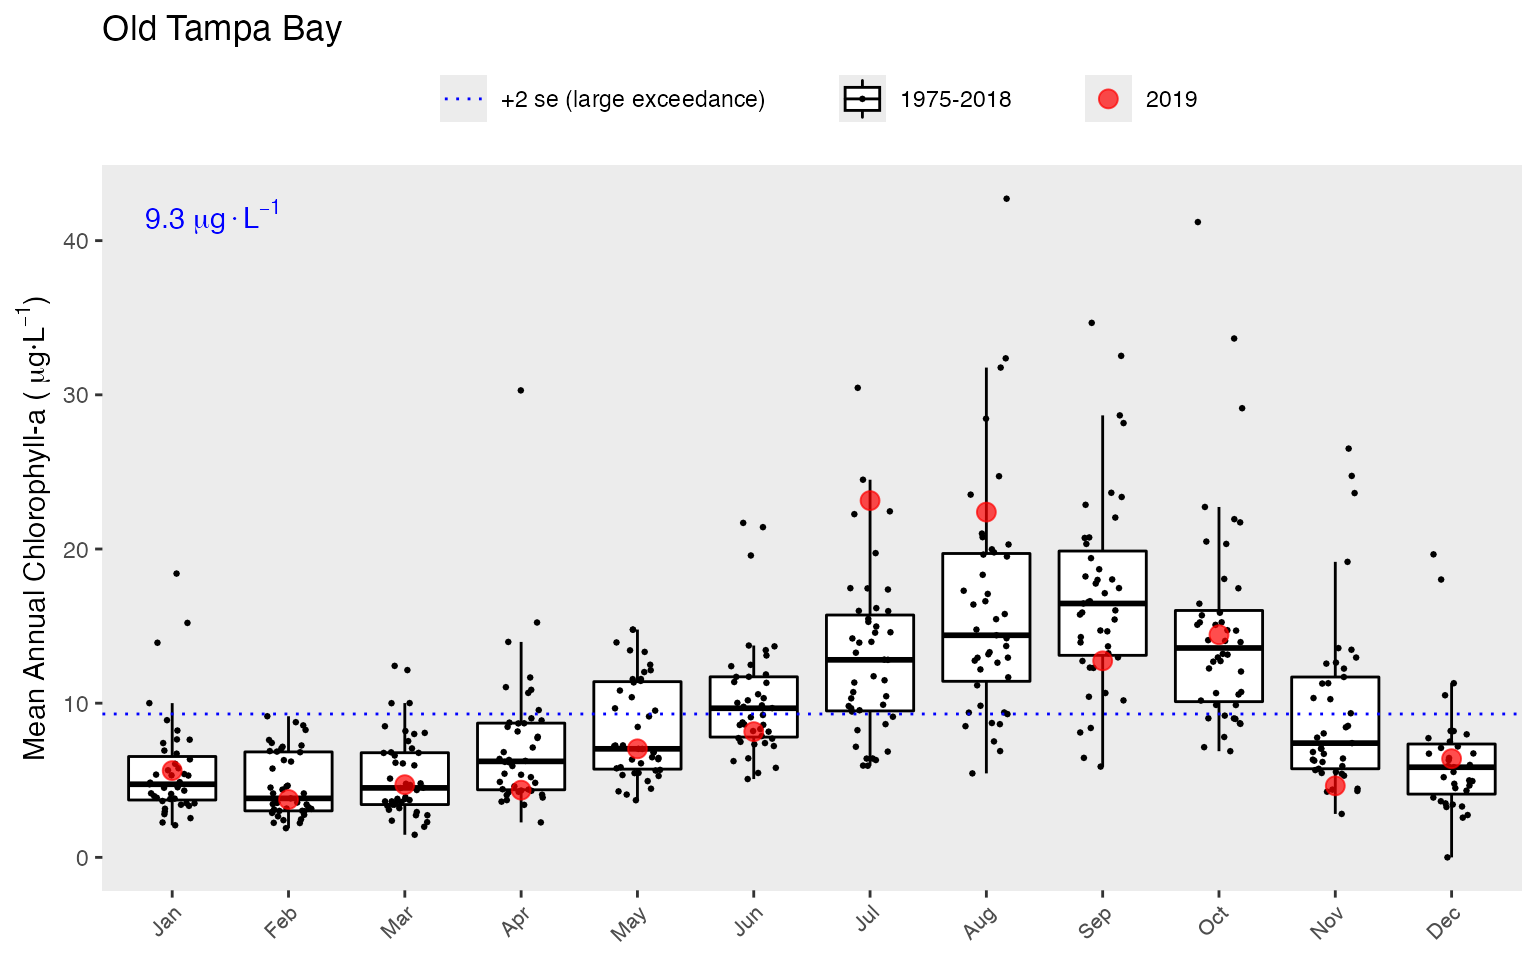 Old Tampa Bay
+2 se (large exceedance) 1975-2018 2019
9.3 μg·L⁻¹
Mean Annual Chlorophyll-a ( μg·L⁻¹)
40
30
20
10
0
Jan Feb Mar Apr May Jun Jul Aug Sep Oct Nov Dec